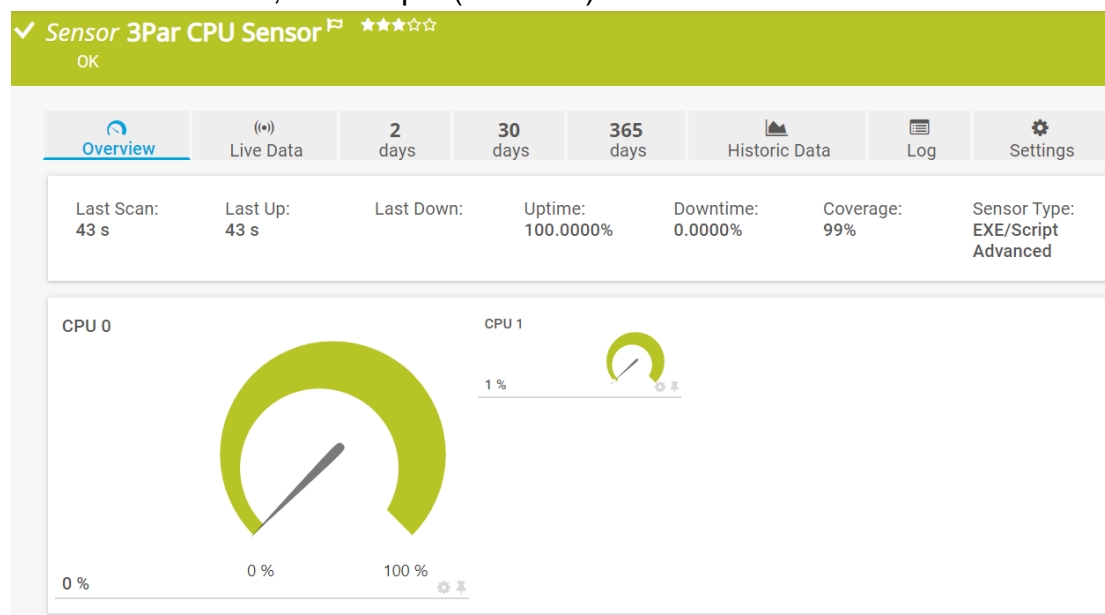 Sensor 3Par CPU Sensor
OK
Overview
Live Data
2 days
30 days
365 days
Historic Data
Log
Settings
Last Scan:
43 s
Last Up:
43 s
Last Down:
Uptime:
100.0000%
Downtime:
0.0000%
Coverage:
99%
Sensor Type:
EXE/Script
Advanced
CPU 0
0 %
100 %
0 %
CPU 1
1 %